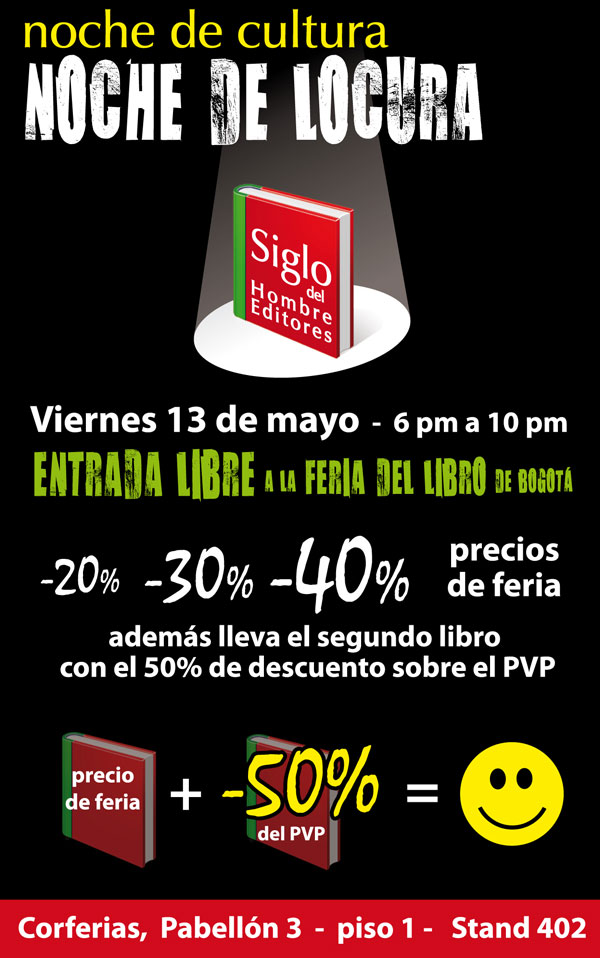 noche de cultura
NOCHE DE LOCURA
Siglo
del
Hombre
Editores
Viernes 13 de mayo - 6 pm a 10 pm
ENTRADA LIBRE A LA FERIA DEL LIBRO DE BOGOTÁ
-20% -30% -40%
precios
de feria
además lleva el segundo libro
con el 50% de descuento sobre el PVP
precio
de feria
+ -50% =
del PVP
Corferias, Pabellón 3 - piso 1 - Stand 402